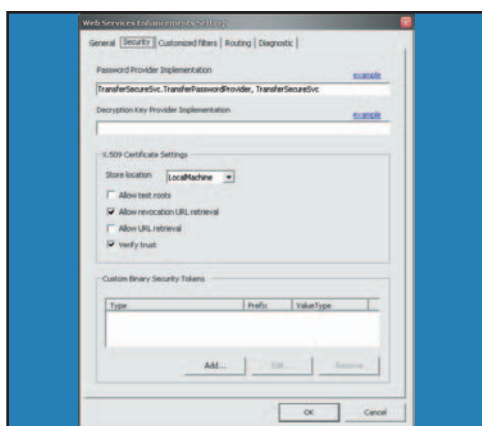 Web Services Enhancements Settings
General Security Customized filters Routing Diagnostic
Password Provider Implementation example
TransferSecureSvc.TransferPasswordProvider, TransferSecureSvc
Decryption Key Provider Implementation example
X.509 Certificate Settings
Store location LocalMachine
Allow test roots
Allow revocation URL retrieval
Allow URL retrieval
Verify trust
Custom Binary Security Tokens
Type Prefix ValueType
Add... Edit... Remove
OK Cancel